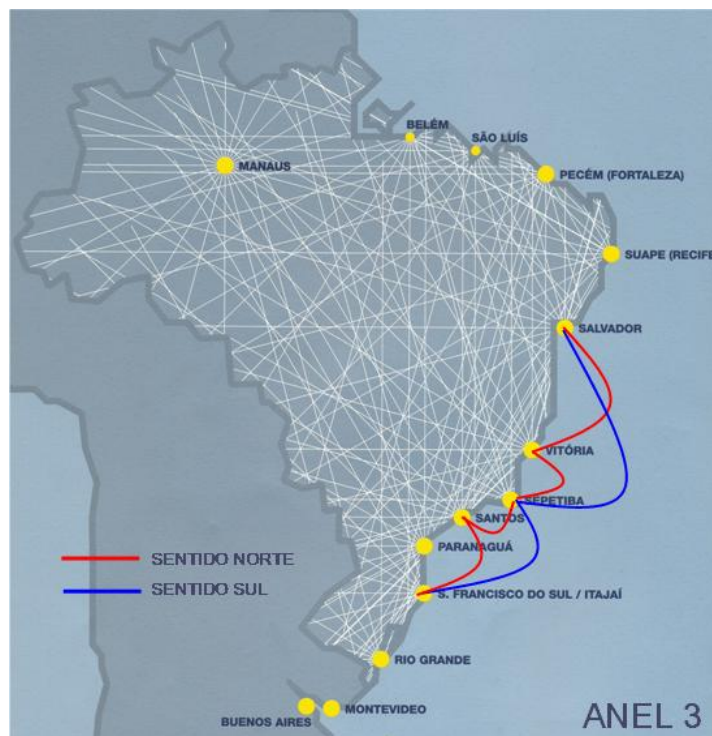 BELÉM
SÃO LUÍS
MANAUS
PECÉM (FORTALEZA)
SUAPE (RECIFE
SALVADOR
VITÓRIA
SEPETIBA
SANTOS
PARANAGUÁ
SENTIDO NORTE
SENTIDO SUL
S. FRANCISCO DO SUL / ITAJAÍ
RIO GRANDE
MONTEVIDEO
BUENOS AIRES
ANEL 3